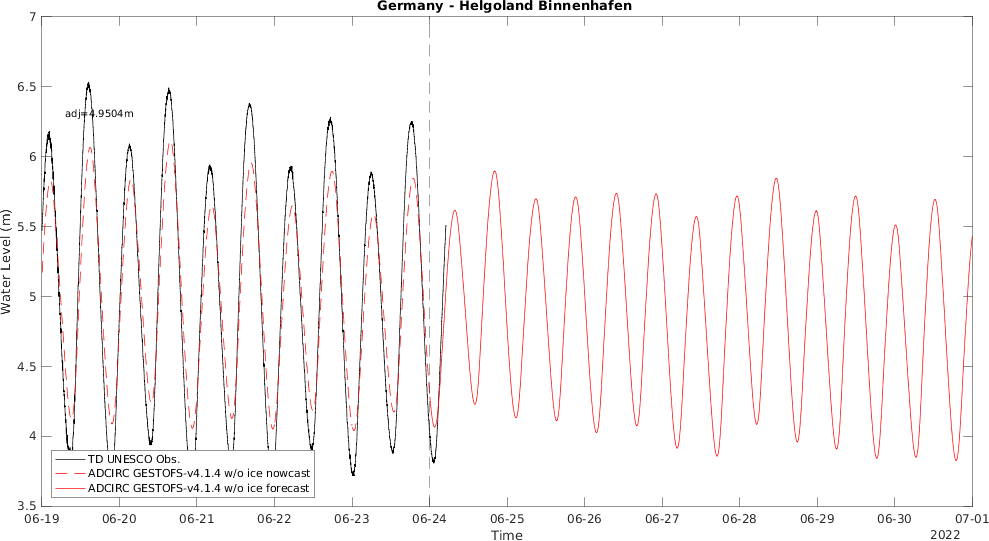 Germany - Helgoland Binnenhafen
7
6.5
adj=4.9504m
6
5.5
5
4.5
4
3.5
Water Level (m)
TD UNESCO Obs.
ADCIRC GESTOFS-v4.1.4 w/o ice nowcast
ADCIRC GESTOFS-v4.1.4 w/o ice forecast
06-19 06-20 06-21 06-22 06-23 06-24 06-25 06-26 06-27 06-28 06-29 06-30 07-01
Time
2022